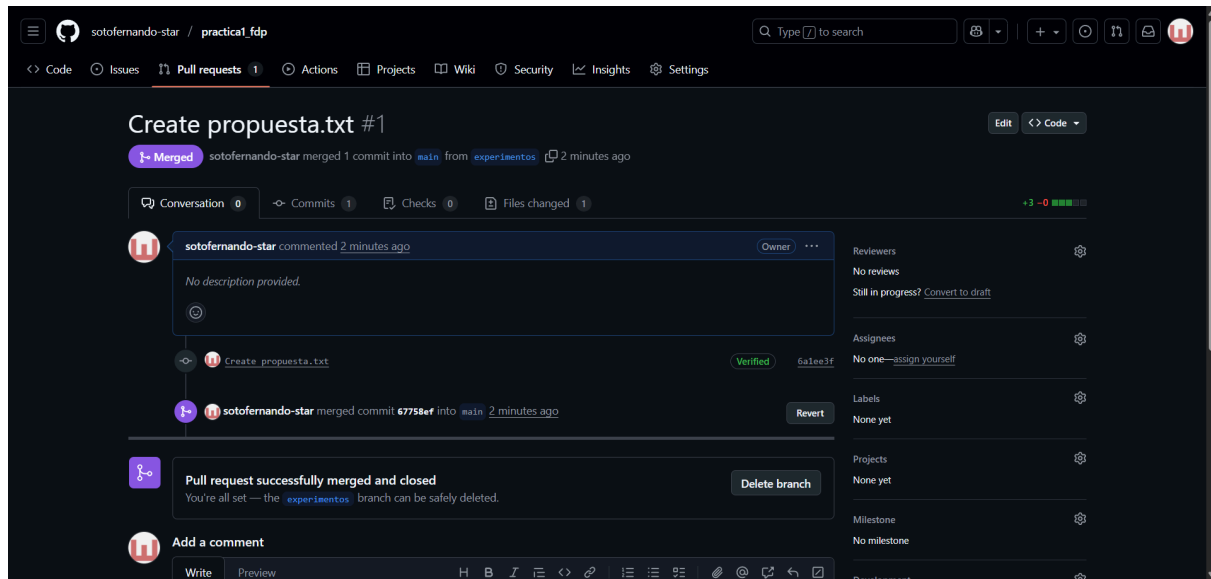 sotofernando-star / practica1_fdp
Type / to search
Code Issues Pull requests 1 Actions Projects Wiki Security Insights Settings
Create propuesta.txt #1
Edit <> Code
Merged sotofernando-star merged 1 commit into main from experimentos 2 minutes ago
Conversation 0 Commits 1 Checks 0 Files changed 1
+3 −0
sotofernando-star commented 2 minutes ago
Owner ...
No description provided.
Create propuesta.txt
Verified 6a1ee3f
sotofernando-star merged commit 67758ef into main 2 minutes ago
Revert
Pull request successfully merged and closed
You're all set — the experimentos branch can be safely deleted.
Delete branch
Add a comment
Write Preview
H B I
Reviewers
No reviews
Still in progress? Convert to draft
Assignees
No one—assign yourself
Labels
None yet
Projects
None yet
Milestone
No milestone